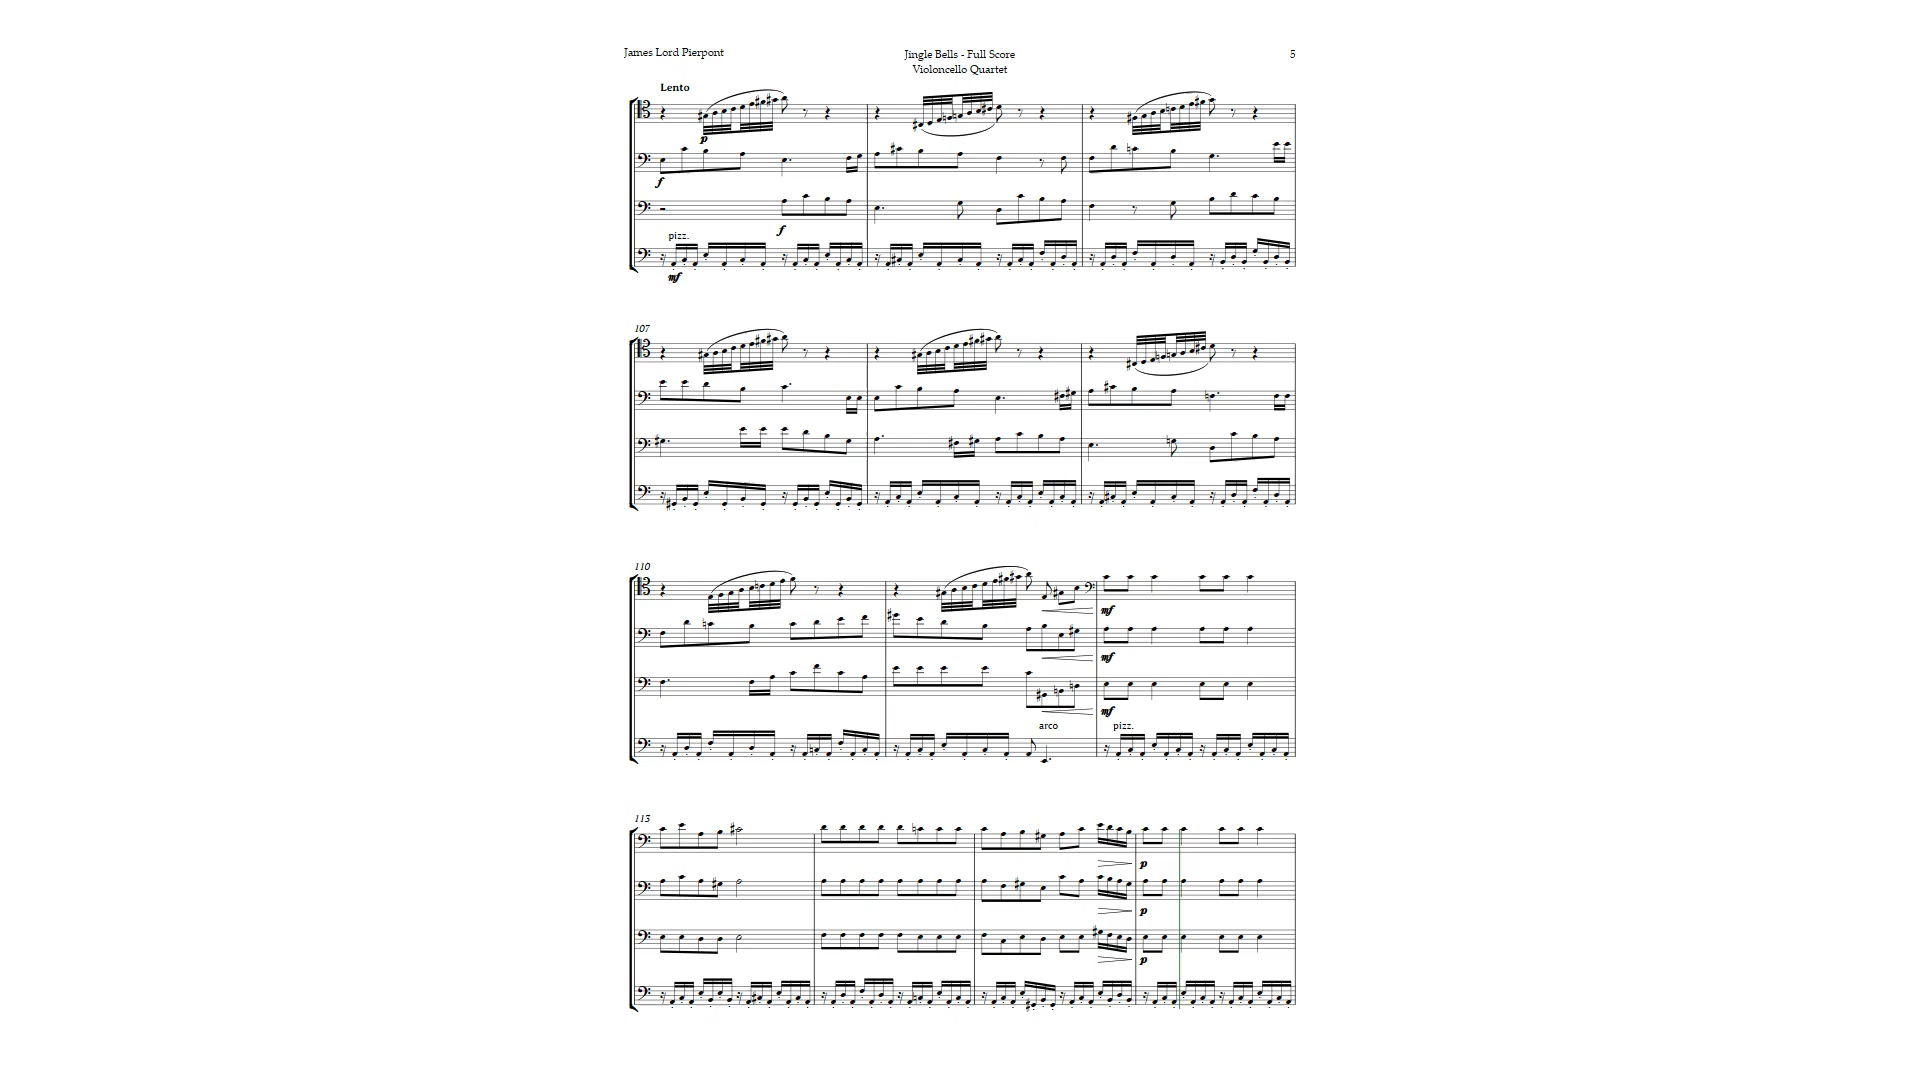 James Lord Pierpont
Jingle Bells - Full Score
5
Violoncello Quartet
Lento
p
f
f
pizz.
mf
107
110
mf
mf
mf
arco
pizz.
113
p
p
p